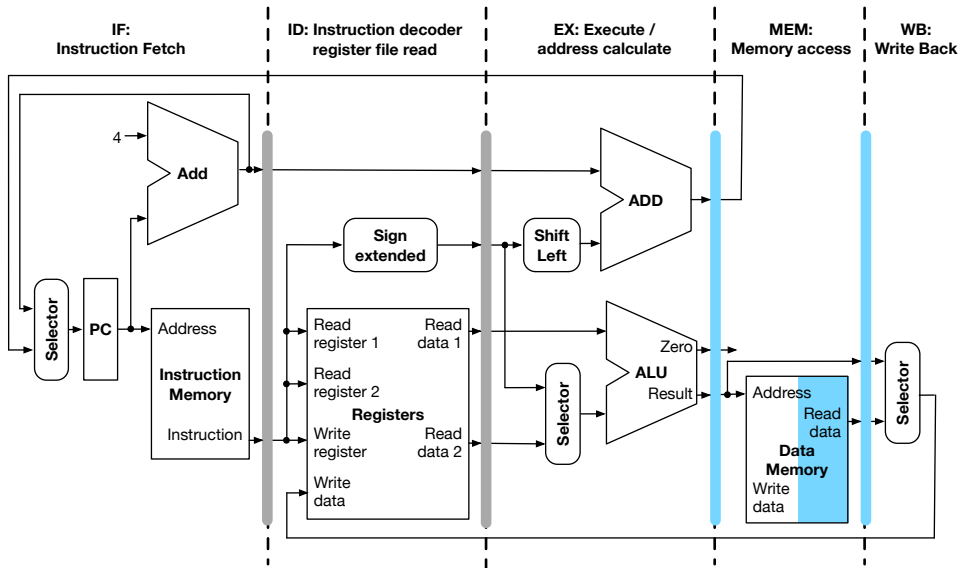 IF:
Instruction Fetch
ID: Instruction decoder
register file read
EX: Execute /
address calculate
MEM:
Memory access
WB:
Write Back
4
Add
ADD
Sign
extended
Shift
Left
Selector
PC
Address
Instruction
Memory
Instruction
Read
register 1
Read
data 1
Read
register 2
Registers
Write
register
Read
data 2
Write
data
Selector
Zero
ALU
Result
Address
Read
data
Data
Memory
Write
data
Selector